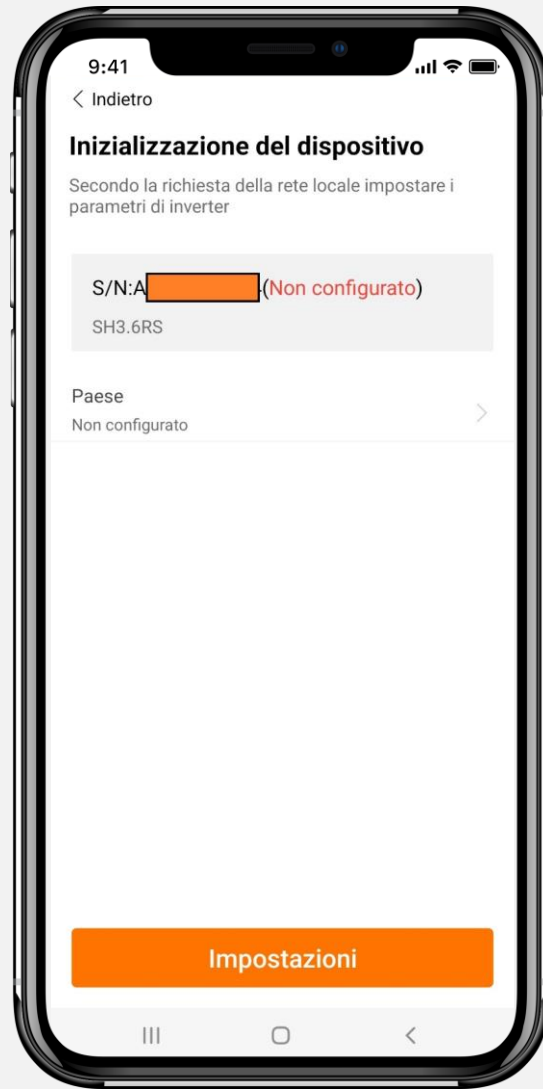 9:41
Indietro
Inizializzazione del dispositivo
Secondo la richiesta della rete locale impostare i
parametri di inverter
S/N:A (Non configurato)
SH3.6RS
Paese
Non configurato
Impostazioni